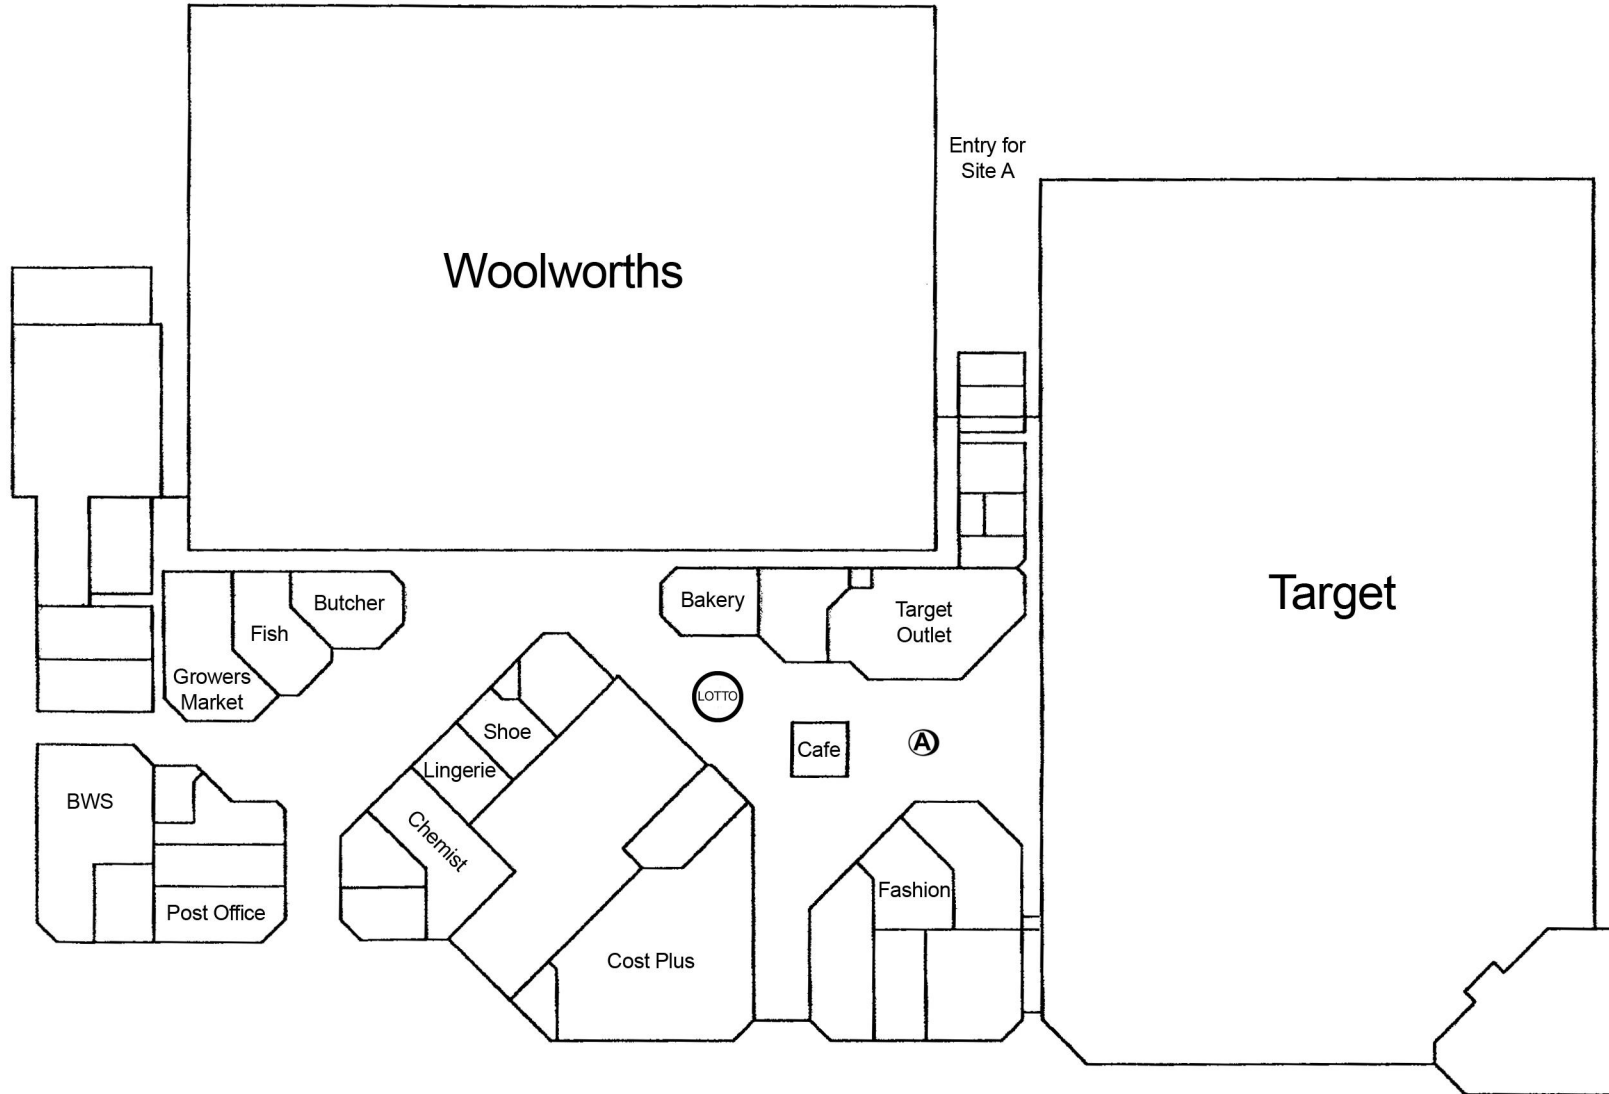 Entry for
Site A
Woolworths
Target
Bakery
Target
Outlet
Butcher
Fish
Growers
Market
LOTTO
Shoe
Cafe
A
Lingerie
BWS
Chemist
Fashion
Post Office
Cost Plus